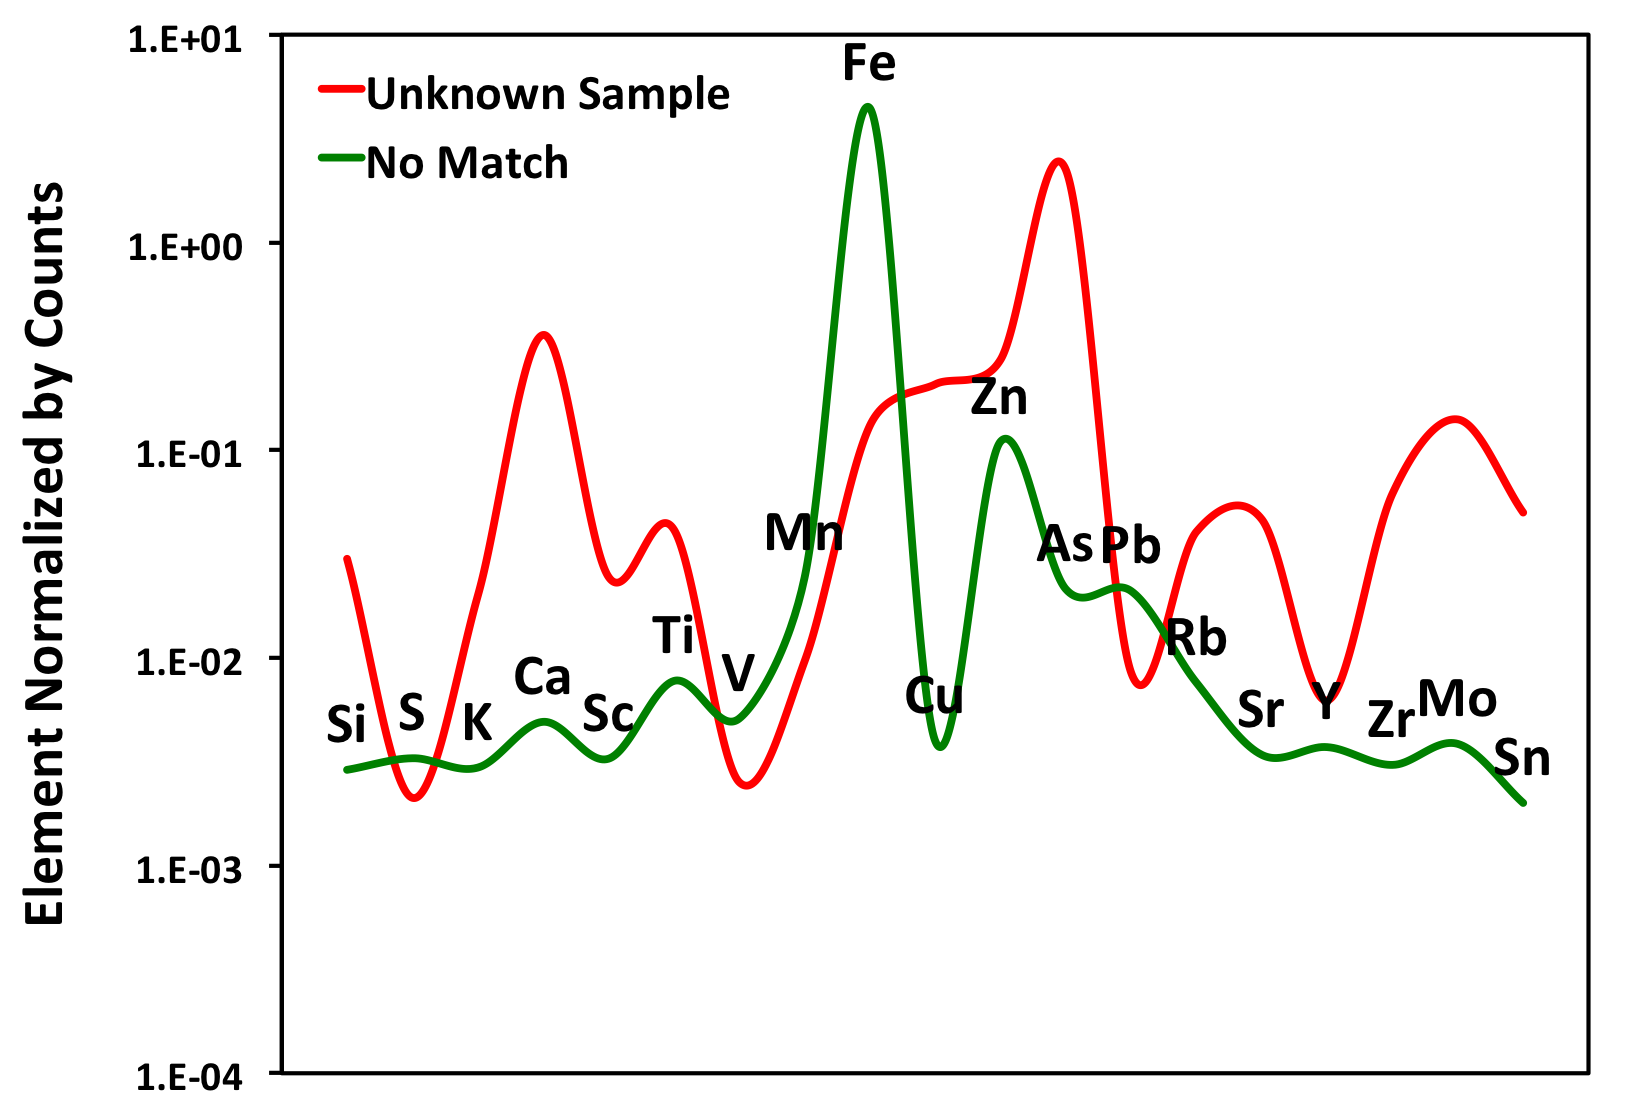 Element Normalized by Counts
1.E+01
1.E+00
1.E-01
1.E-02
1.E-03
1.E-04
Unknown Sample
No Match
Si
S
K
Ca
Sc
Ti
V
Mn
Fe
Cu
Zn
As
Pb
Rb
Sr
Y
Zr
Mo
Sn